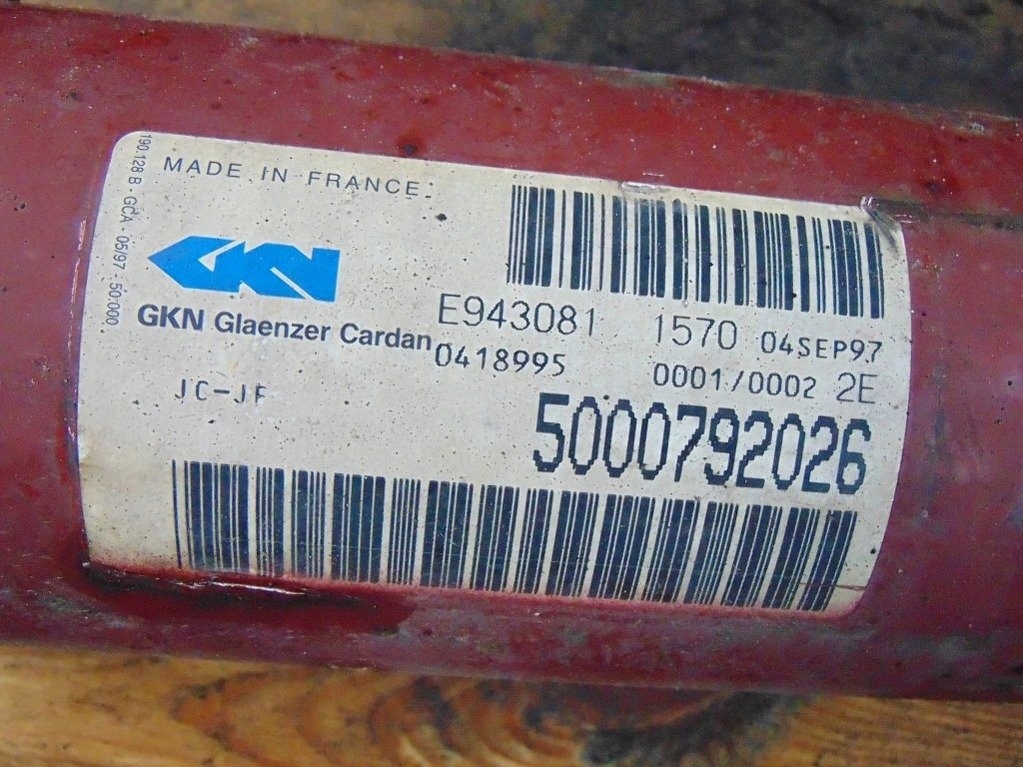 190.128 B - GCA - 05/97 - 50.000
MADE IN FRANCE
GKN
GKN Glaenzer Cardan
E943081 1570 04SEP97
0418995 0001/0002 2E
JC-JF
5000792026